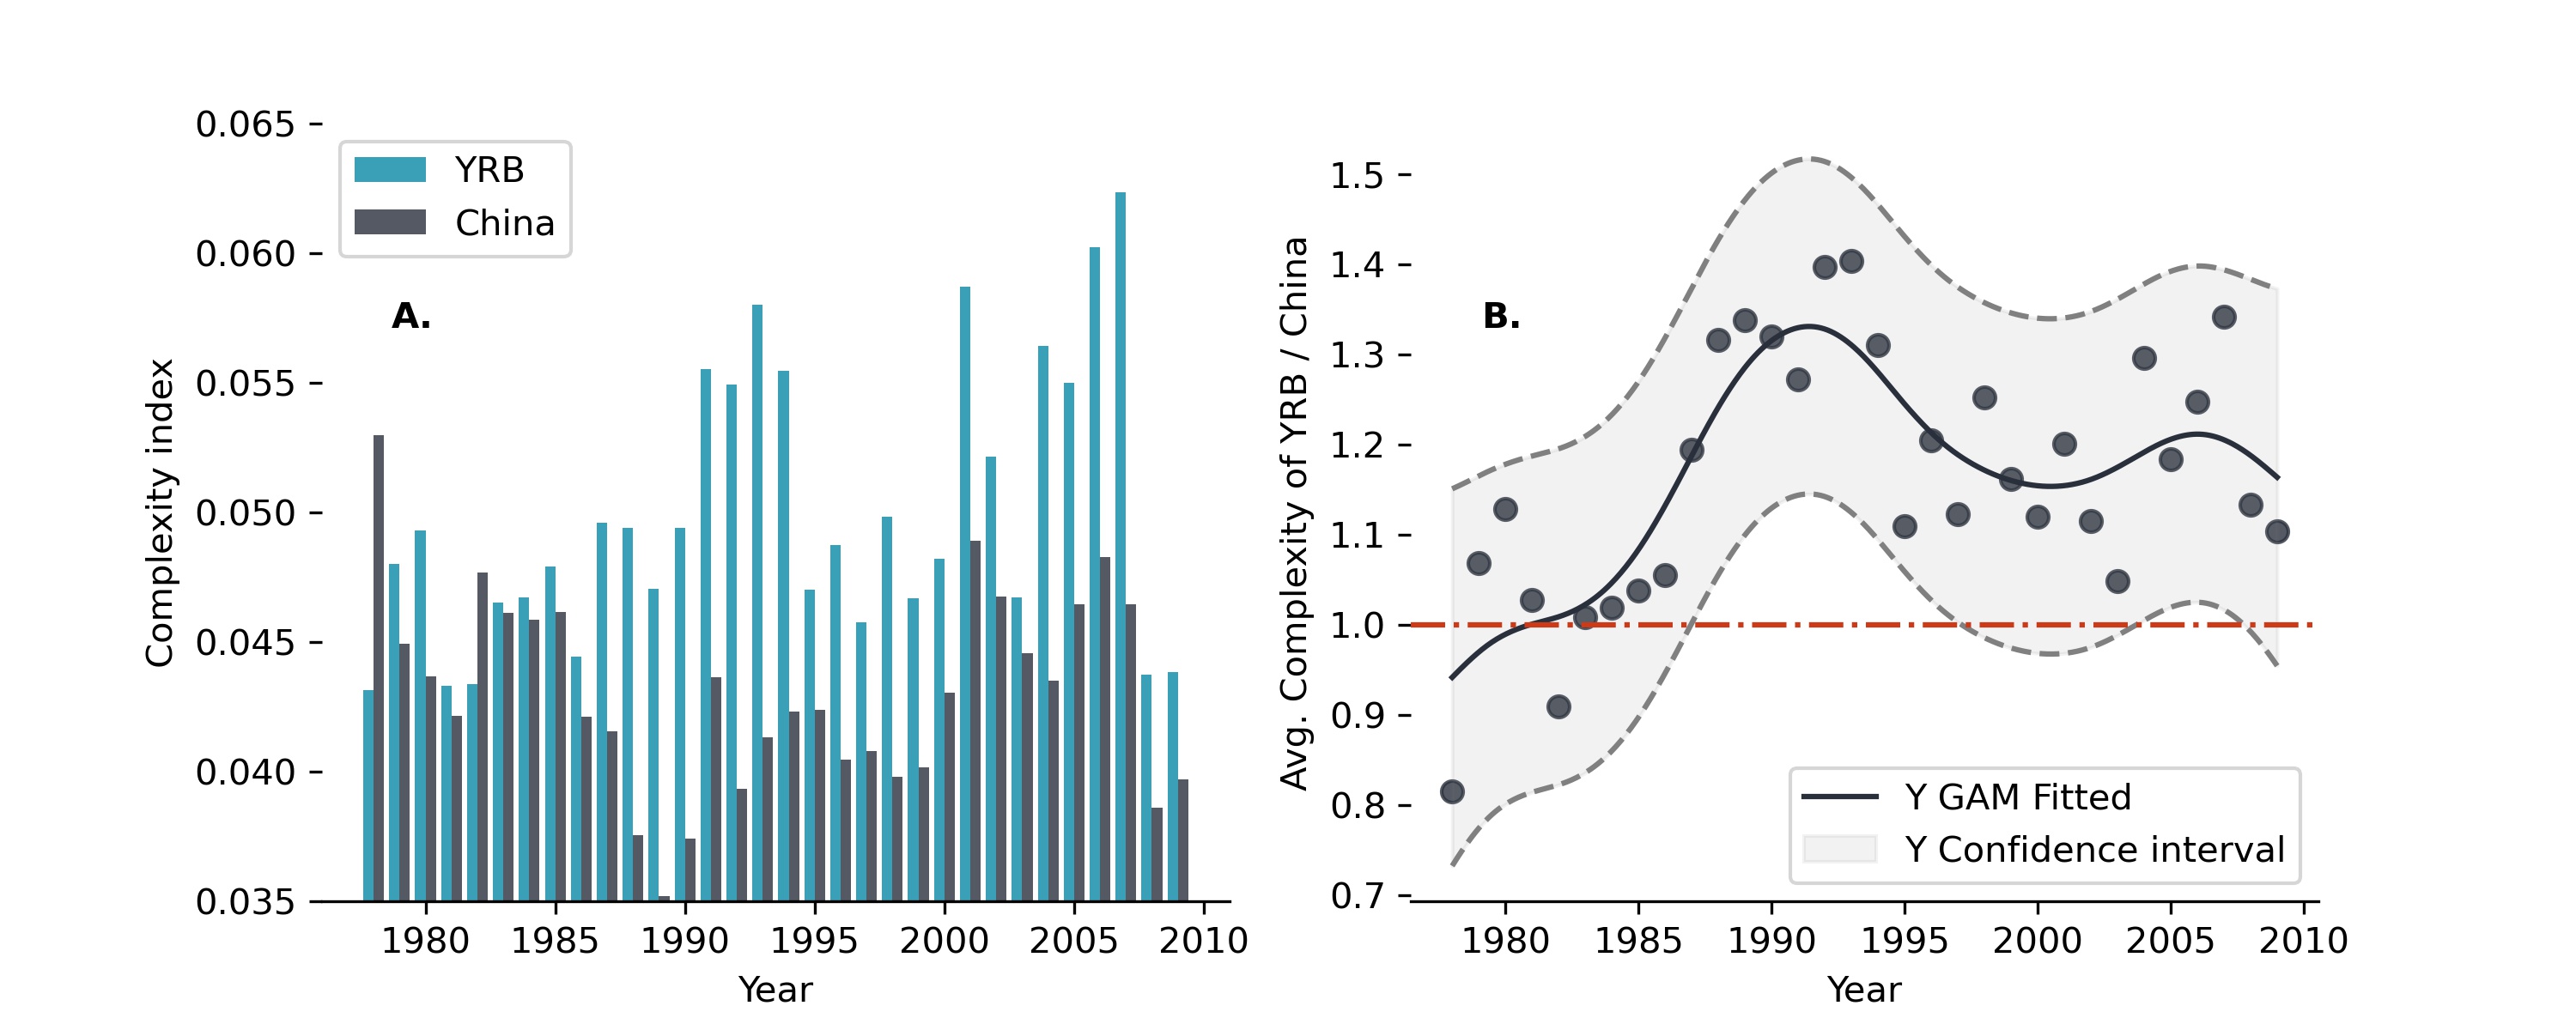 0.065
0.060
0.055
0.050
0.045
0.040
0.035
Complexity index
YRB
China
A.
1980 1985 1990 1995 2000 2005 2010
Year
1.5
1.4
1.3
1.2
1.1
1.0
0.9
0.8
0.7
Avg. Complexity of YRB / China
B.
Y GAM Fitted
Y Confidence interval
1980 1985 1990 1995 2000 2005 2010
Year